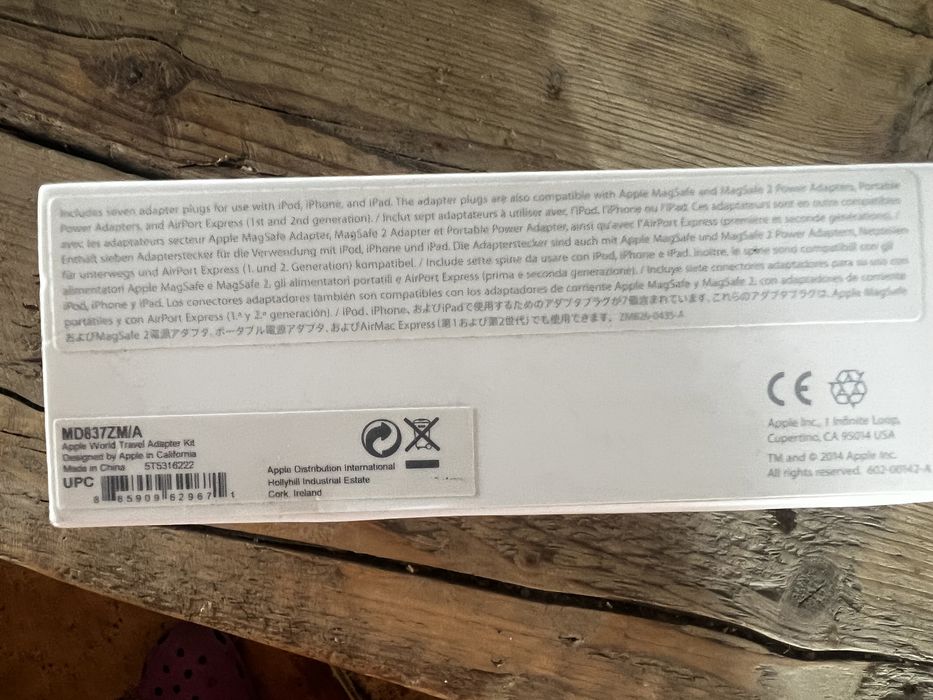 Includes seven adapter plugs for use with iPod, iPhone, and iPad. The adapter plugs are also compatible with Apple MagSafe and MagSafe 2 Power Adapters, Portable
Power Adapters, and AirPort Express (1st and 2nd generation). / Inclut sept adaptateurs à utiliser avec, l'iPod, l'iPhone ou l'iPad. Ces adaptateurs sont en outre compatibles
avec les adaptateurs secteur Apple MagSafe Adapter, MagSafe 2 Adapter et Portable Power Adapter, ainsi qu'avec l'AirPort Express (première et seconde générations). /
Enthält sieben Adapterstecker für die Verwendung mit iPod, iPhone und iPad. Die Adapterstecker sind auch mit Apple MagSafe und MagSafe 2 Power Adapters, Netzteilen
für unterwegs und AirPort Express (1. und 2. Generation) kompatibel. / Include sette spine da usare con iPod, iPhone e iPad. Inoltre, le spine sono compatibili con gli
alimentatori Apple MagSafe e MagSafe 2, gli alimentatori portatili e AirPort Express (prima e seconda generazione). / Incluye siete conectores adaptadores para su uso con
iPod, iPhone y iPad. Los conectores adaptadores también son compatibles con los adaptadores de corriente Apple MagSafe y MagSafe 2, con adaptadores de corriente
portátiles y con AirPort Express (1.ª y 2.ª generación). / iPod、iPhone、およびiPadで使用するためのアダプタプラグが7個含まれています。これらのアダプタプラグは、Apple MagSafe
およびMagSafe 2電源アダプタ、ポータブル電源アダプタ、およびAirMac Express（第1および第2世代）でも使用できます。 ZM826-0435-A
MD837ZM/A
Apple World Travel Adapter Kit
Designed by Apple in California
Made in China 5T5316222
UPC
8 85909 62967 1
Apple Distribution International
Hollyhill Industrial Estate
Cork, Ireland
CE
Apple Inc., 1 Infinite Loop,
Cupertino, CA 95014 USA
TM and © 2014 Apple Inc.
All rights reserved. 602-00142-A